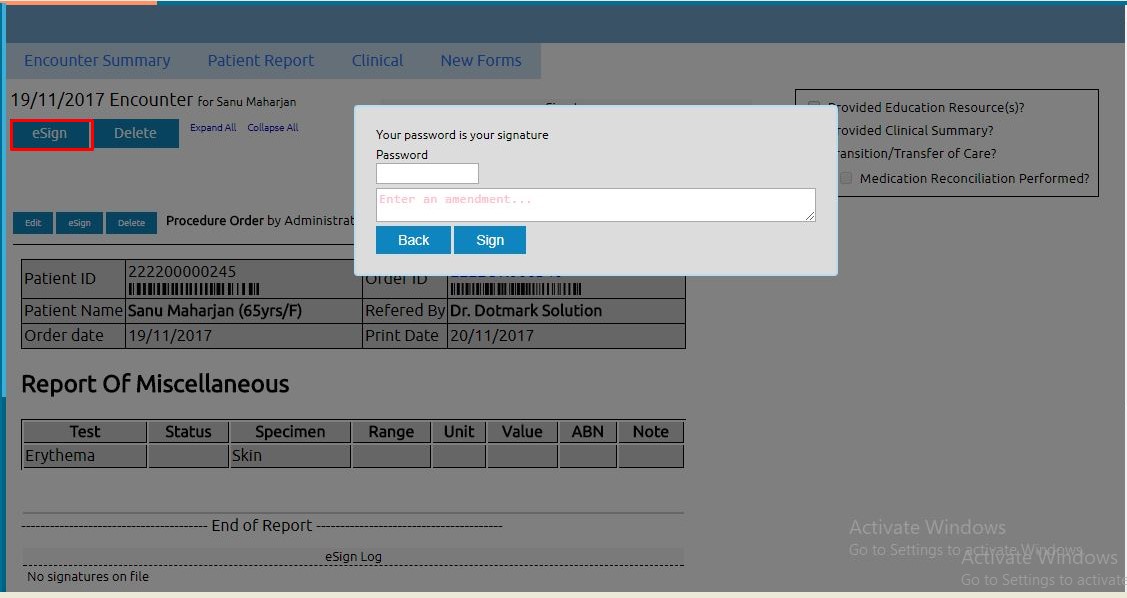 Encounter Summary Patient Report Clinical New Forms
19/11/2017 Encounter for Sanu Maharjan
eSign Delete Expand All Collapse All
Provided Education Resource(s)?
Provided Clinical Summary?
Transition/Transfer of Care?
Medication Reconciliation Performed?
Your password is your signature
Password
Enter an amendment...
Back Sign
Edit eSign Delete Procedure Order by Administrat
Patient ID 222200000245 Order ID
Patient Name Sanu Maharjan (65yrs/F) Refered By Dr. Dotmark Solution
Order date 19/11/2017 Print Date 20/11/2017
Report Of Miscellaneous
Test Status Specimen Range Unit Value ABN Note
Erythema Skin
--------------------------------------- End of Report ---------------------------------------
eSign Log
No signatures on file
Activate Windows
Go to Settings to activate Windows.
Activate Windows
Go to Settings to activate